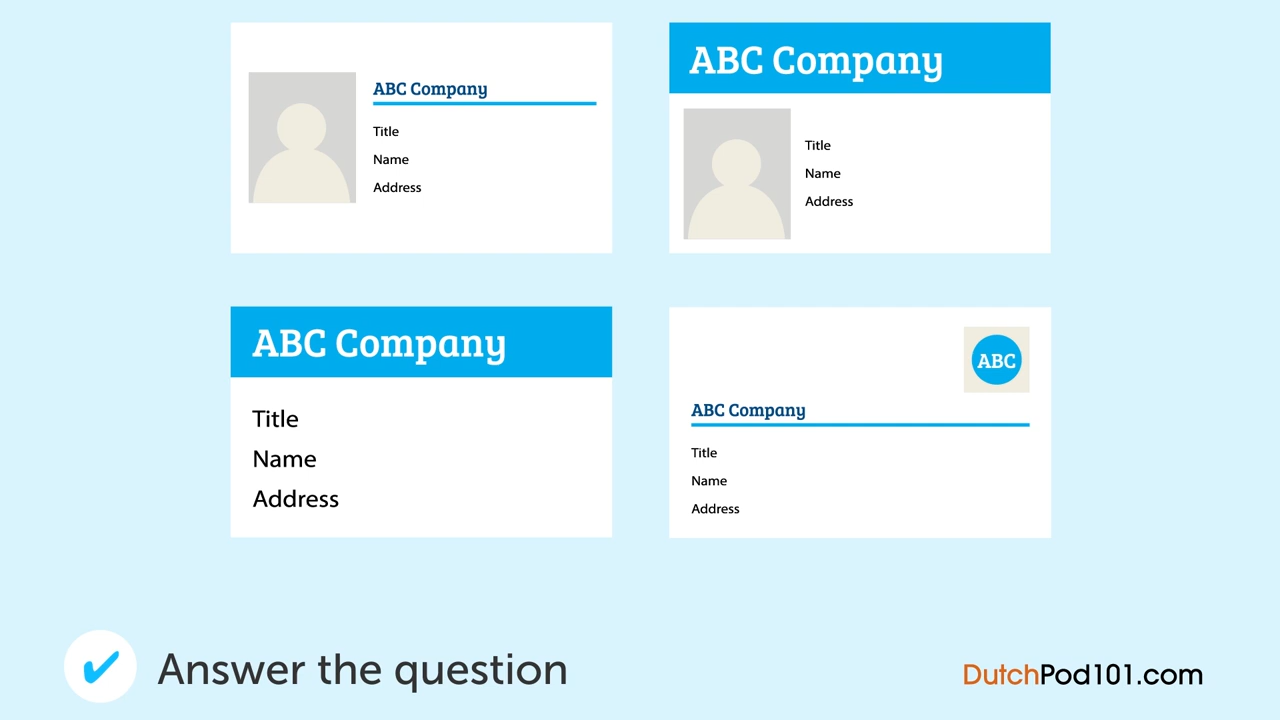 ABC Company
Title
Name
Address
ABC Company
Title
Name
Address
ABC Company
Title
Name
Address
ABC
ABC Company
Title
Name
Address
Answer the question
DutchPod101.com